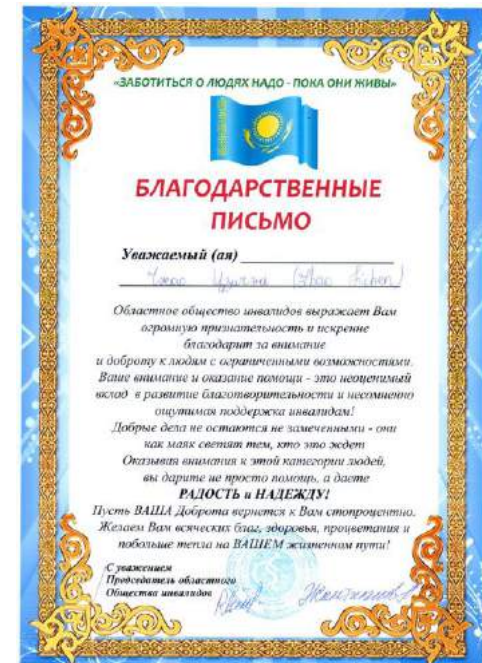 «ЗАБОТИТЬСЯ О ЛЮДЯХ НАДО - ПОКА ОНИ ЖИВЫ»
БЛАГОДАРСТВЕННЫЕ
ПИСЬМО
Уважаемый (ая)
Чжао (Zhao
Областное общество инвалидов выражает Вам
огромную признательность и искренне
благодарит за внимание
и доброту к людям с ограниченными возможностями.
Ваше внимание и оказание помощи - это неоценимый
вклад в развитие благотворительности и несомненно
ощутимая поддержка инвалидам!
Добрые дела не остаются не замеченными - они
как маяк светят тем, кто это ждет
Оказывая внимания к этой категории людей,
вы дарите не просто помощь, а даете
РАДОСТЬ и НАДЕЖДУ!
Пусть ВАША Доброта вернется к Вам стопроцентно.
Желаем Вам всяческих благ, здоровья, процветания и
побольше тепла на ВАШЕМ жизненном пути!
С уважением
Председатель областного
Общества инвалидов